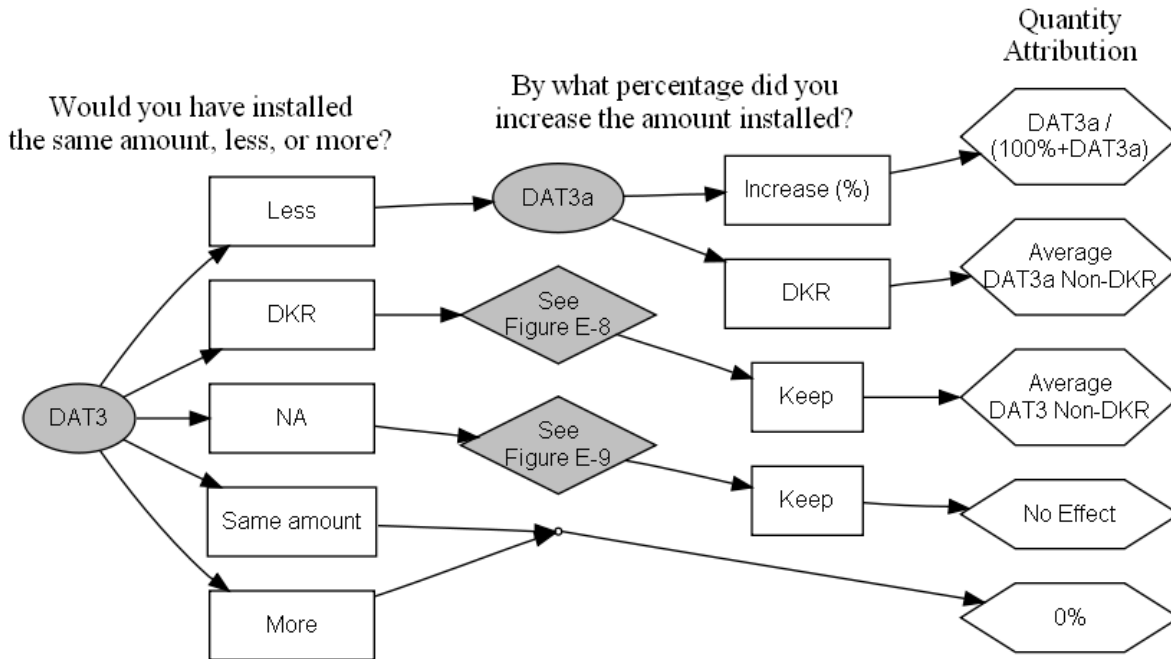 Quantity
Attribution
Would you have installed
the same amount, less, or more?
By what percentage did you
increase the amount installed?
DAT3a /
(100%+DAT3a)
Less
DAT3a
Increase (%)
DKR
See
Figure E-8
DKR
Average
DAT3a Non-DKR
DAT3
NA
See
Figure E-9
Keep
Average
DAT3 Non-DKR
Same amount
Keep
No Effect
More
0%